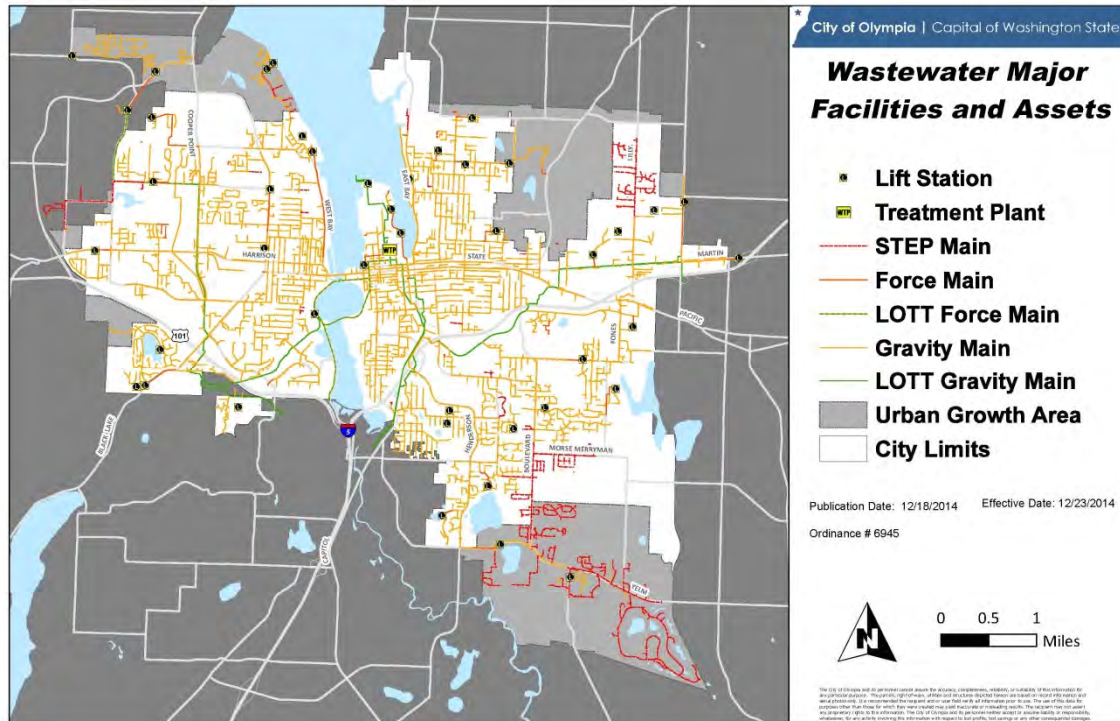 City of Olympia | Capital of Washington State
Wastewater Major
Facilities and Assets
L Lift Station
WTP Treatment Plant
STEP Main
Force Main
LOTT Force Main
Gravity Main
LOTT Gravity Main
Urban Growth Area
City Limits
Publication Date: 12/18/2014 Effective Date: 12/23/2014
Ordinance # 6945
N
0 0.5 1
Miles
COOPER POINT
LILLY
EAST BAY
WEST BAY
WTP
HARRISON
STATE
MARTIN
PACIFIC
101
FONES
BLACK LAKE
5
HENDERSON
BOULEVARD
MORSE MERRYMAN
CAPITOL
YELM